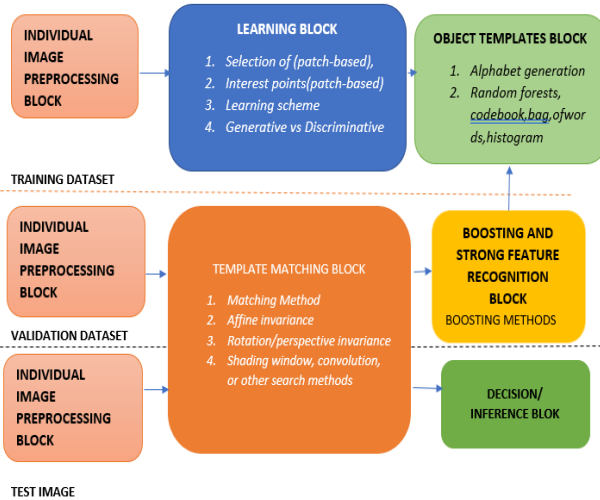 INDIVIDUAL
IMAGE
PREPROCESSING
BLOCK
LEARNING BLOCK
1. Selection of (patch-based),
2. Interest points(patch-based)
3. Learning scheme
4. Generative vs Discriminative
OBJECT TEMPLATES BLOCK
1. Alphabet generation
2. Random forests,
codebook,bag,ofwor
ds,histogram
TRAINING DATASET
INDIVIDUAL
IMAGE
PREPROCESSING
BLOCK
TEMPLATE MATCHING BLOCK
1. Matching Method
2. Affine invariance
3. Rotation/perspective invariance
4. Shading window, convolution,
or other search methods
BOOSTING AND
STRONG FEATURE
RECOGNITION
BLOCK
BOOSTING METHODS
VALIDATION DATASET
INDIVIDUAL
IMAGE
PREPROCESSING
BLOCK
DECISION/
INFERENCE BLOK
TEST IMAGE